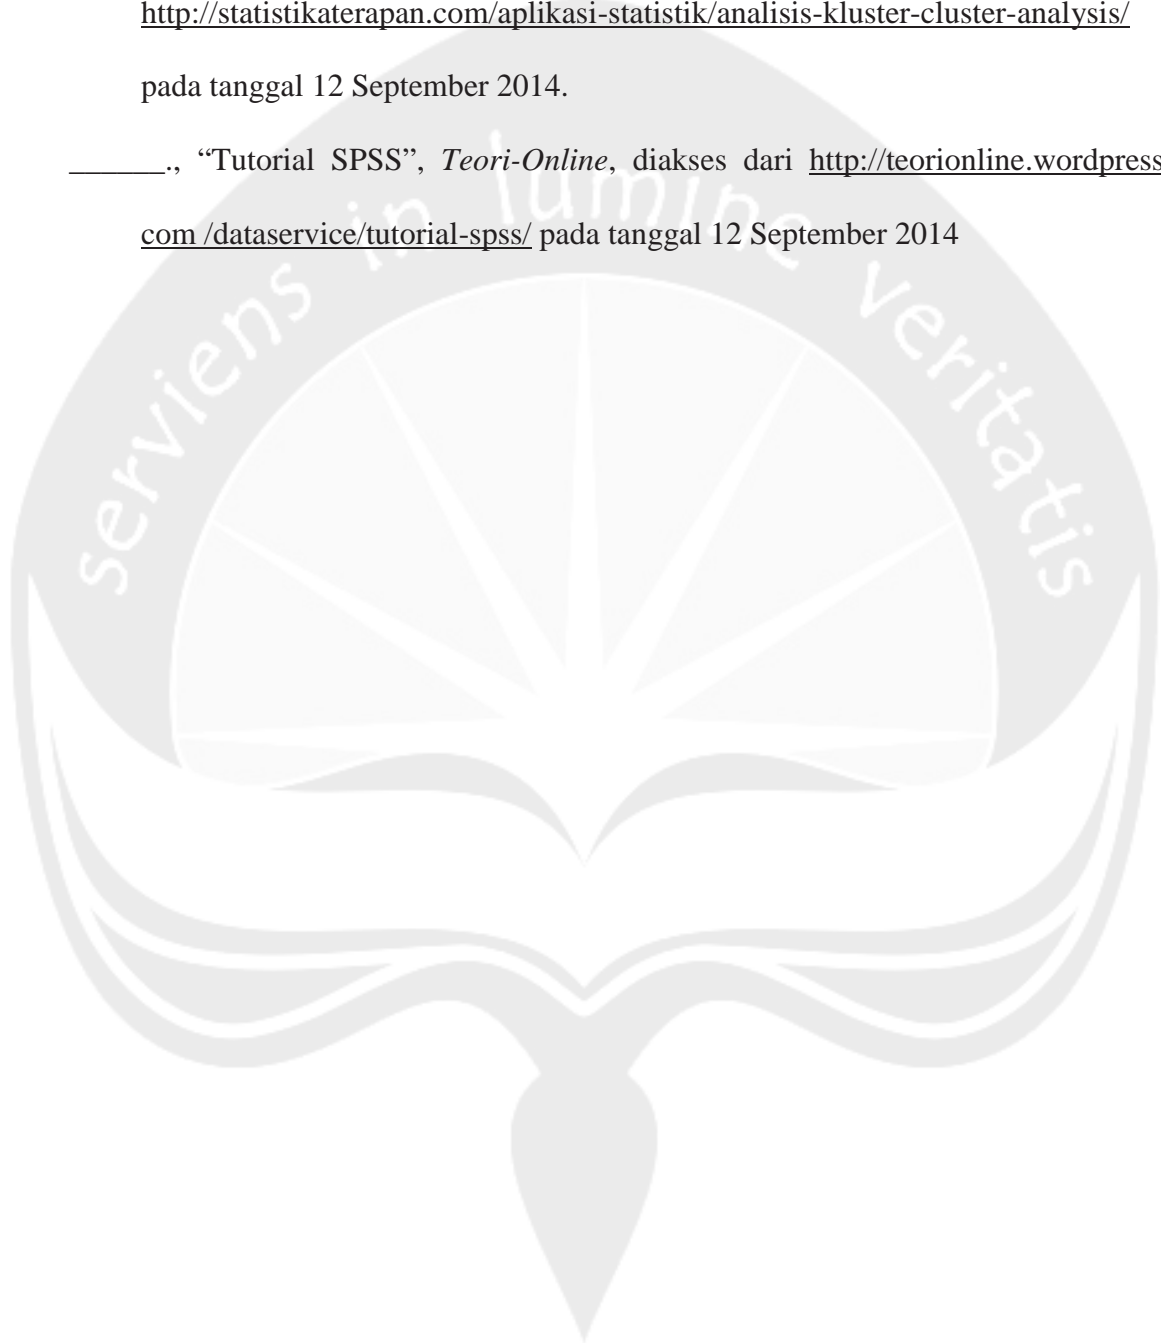 http://statistikaterapan.com/aplikasi-statistik/analisis-kluster-cluster-analysis/
pada tanggal 12 September 2014.
______., “Tutorial SPSS”, Teori-Online, diakses dari http://teorionline.wordpress
com /dataservice/tutorial-spss/ pada tanggal 12 September 2014
serviens in lumine veritatis